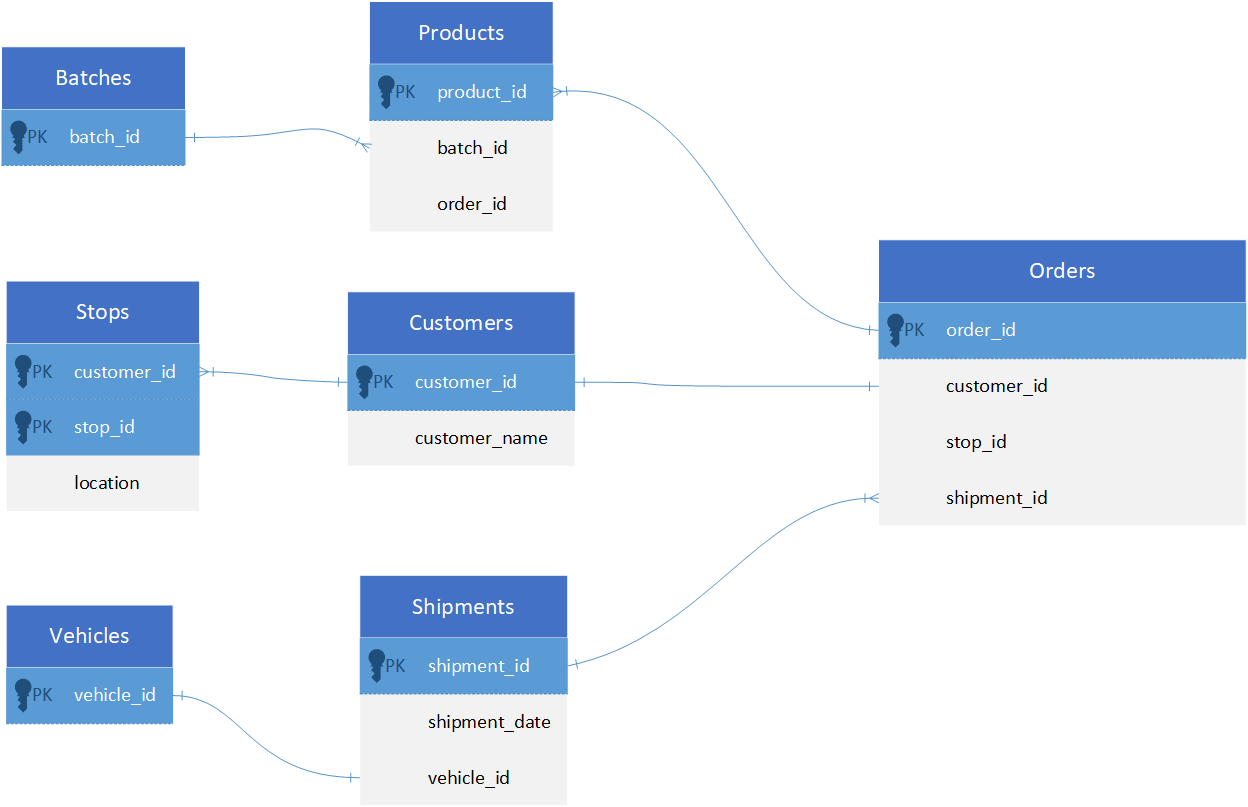 Products
PK product_id
batch_id
order_id
Batches
PK batch_id
Orders
PK order_id
customer_id
stop_id
shipment_id
Stops
PK customer_id
PK stop_id
location
Customers
PK customer_id
customer_name
Shipments
PK shipment_id
shipment_date
vehicle_id
Vehicles
PK vehicle_id